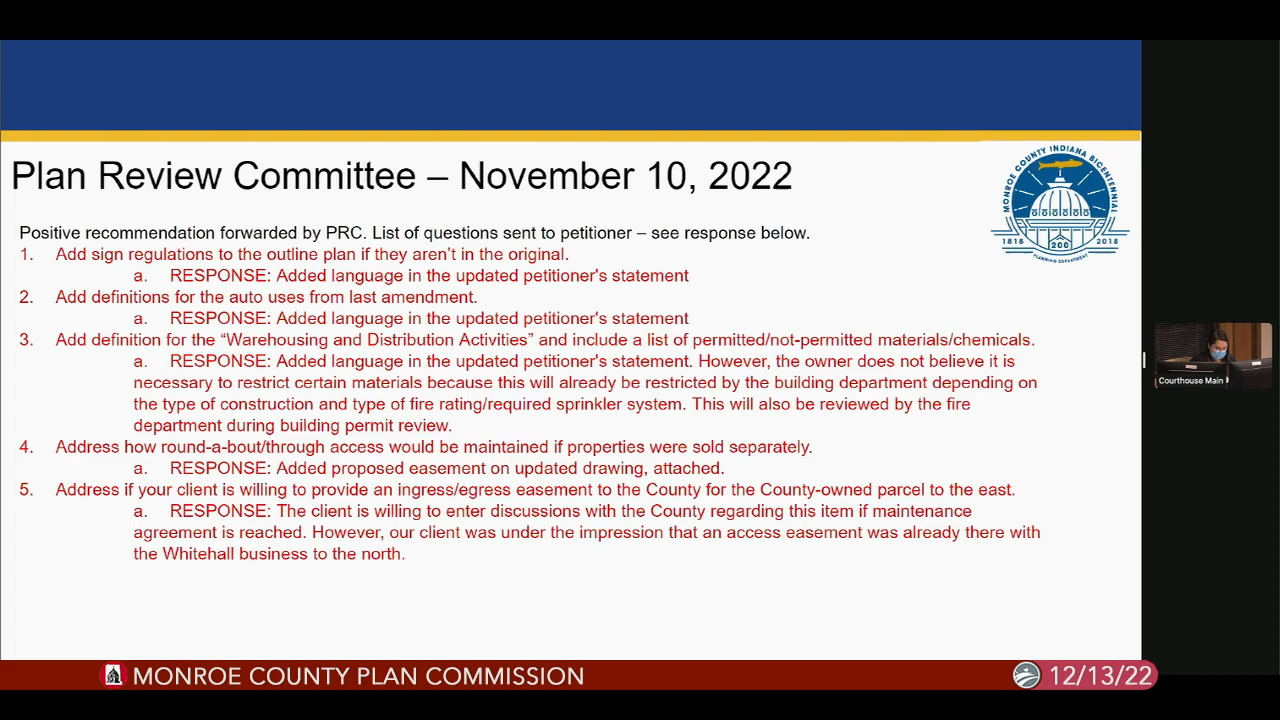 Plan Review Committee – November 10, 2022
MONROE COUNTY INDIANA BICENTENNIAL
1818
200
2018
PLANNING DEPARTMENT
Positive recommendation forwarded by PRC. List of questions sent to petitioner – see response below.
1. Add sign regulations to the outline plan if they aren’t in the original.
a. RESPONSE: Added language in the updated petitioner's statement
2. Add definitions for the auto uses from last amendment.
a. RESPONSE: Added language in the updated petitioner's statement
3. Add definition for the “Warehousing and Distribution Activities” and include a list of permitted/not-permitted materials/chemicals.
a. RESPONSE: Added language in the updated petitioner's statement. However, the owner does not believe it is
necessary to restrict certain materials because this will already be restricted by the building department depending on
the type of construction and type of fire rating/required sprinkler system. This will also be reviewed by the fire
department during building permit review.
4. Address how round-a-bout/through access would be maintained if properties were sold separately.
a. RESPONSE: Added proposed easement on updated drawing, attached.
5. Address if your client is willing to provide an ingress/egress easement to the County for the County-owned parcel to the east.
a. RESPONSE: The client is willing to enter discussions with the County regarding this item if maintenance
agreement is reached. However, our client was under the impression that an access easement was already there with
the Whitehall business to the north.
Courthouse Main
MONROE COUNTY PLAN COMMISSION
12/13/22